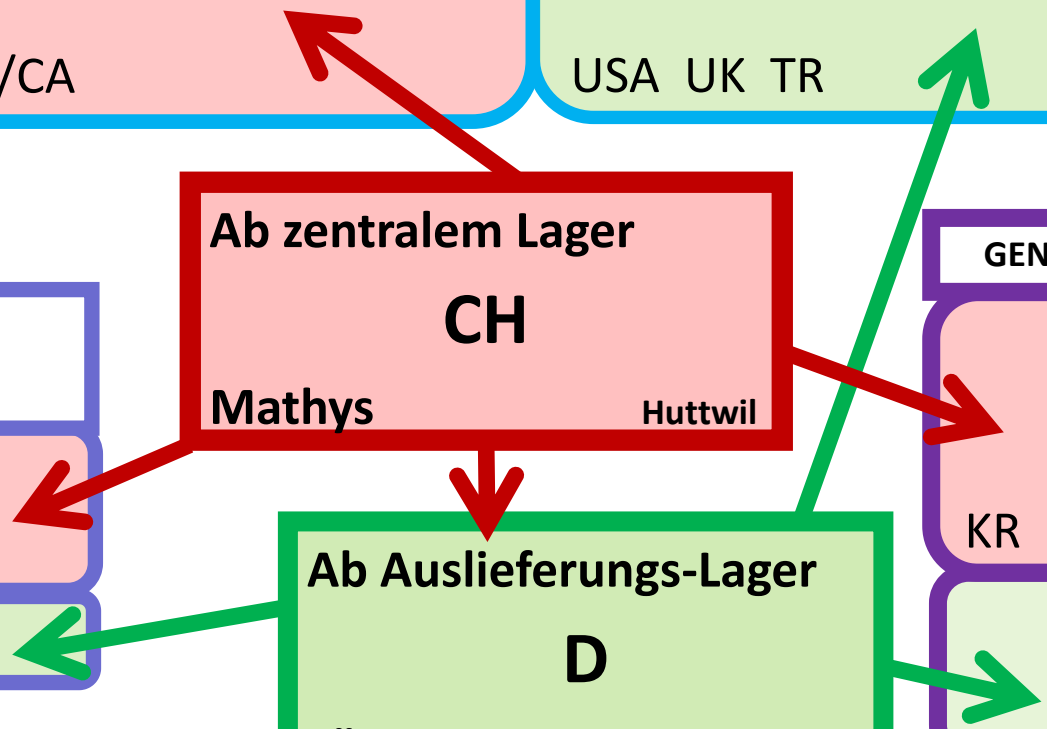 /CA
USA UK TR
Ab zentralem Lager
CH
Mathys Huttwil
GEN
KR
Ab Auslieferungs-Lager
D